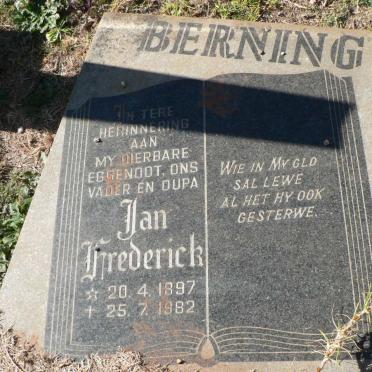 BERNING
IN TERE
HERINNERING
AAN
MY DIERBARE
EGGENOOT, ONS
VADER EN OUPA
Jan
Frederick
☆ 20.4.1897
† 25.7.1982
WIE IN MY GLO
SAL LEWE
AL HET HY OOK
GESTERWE.